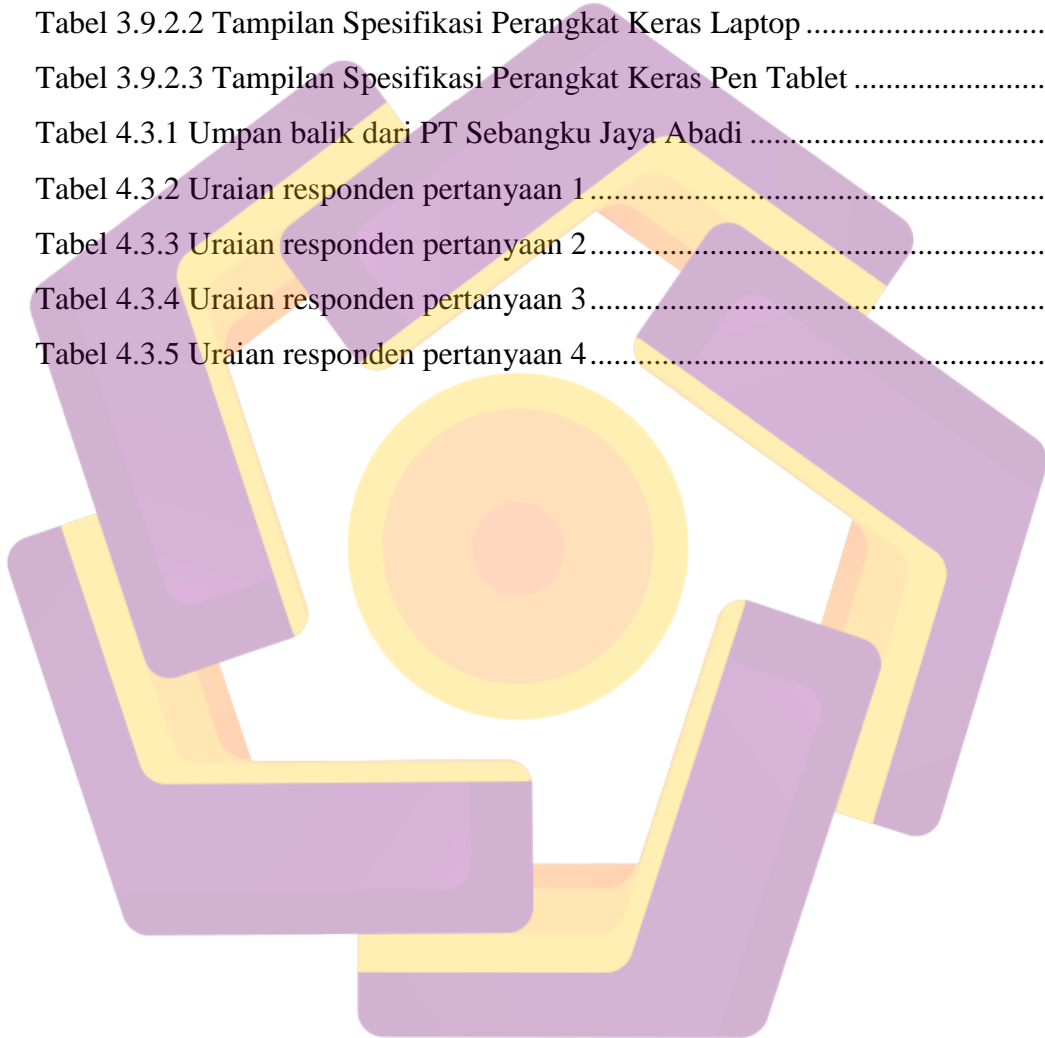 Tabel 3.9.2.2 Tampilan Spesifikasi Perangkat Keras Laptop ..............................
Tabel 3.9.2.3 Tampilan Spesifikasi Perangkat Keras Pen Tablet ........................
Tabel 4.3.1 Umpan balik dari PT Sebangku Jaya Abadi .....................................
Tabel 4.3.2 Uraian responden pertanyaan 1.........................................................
Tabel 4.3.3 Uraian responden pertanyaan 2.........................................................
Tabel 4.3.4 Uraian responden pertanyaan 3.........................................................
Tabel 4.3.5 Uraian responden pertanyaan 4.........................................................